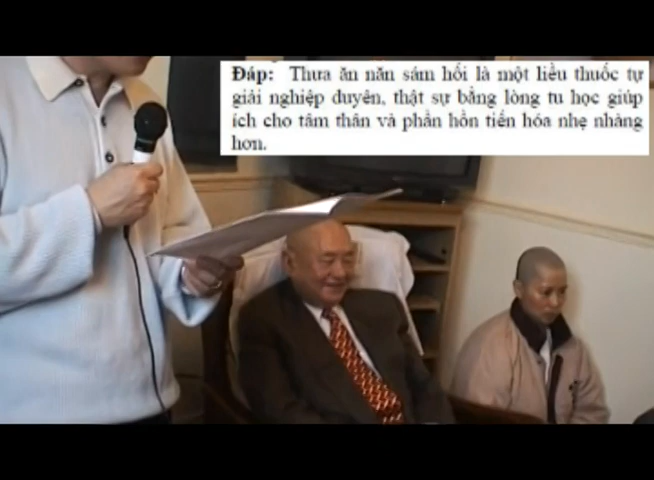 Đáp: Thưa ăn năn sám hối là một liều thuốc tự
giải nghiệp duyên, thật sự bằng lòng tu học giúp
ích cho tâm thân và phần hồn tiến hóa nhẹ nhàng
hơn.